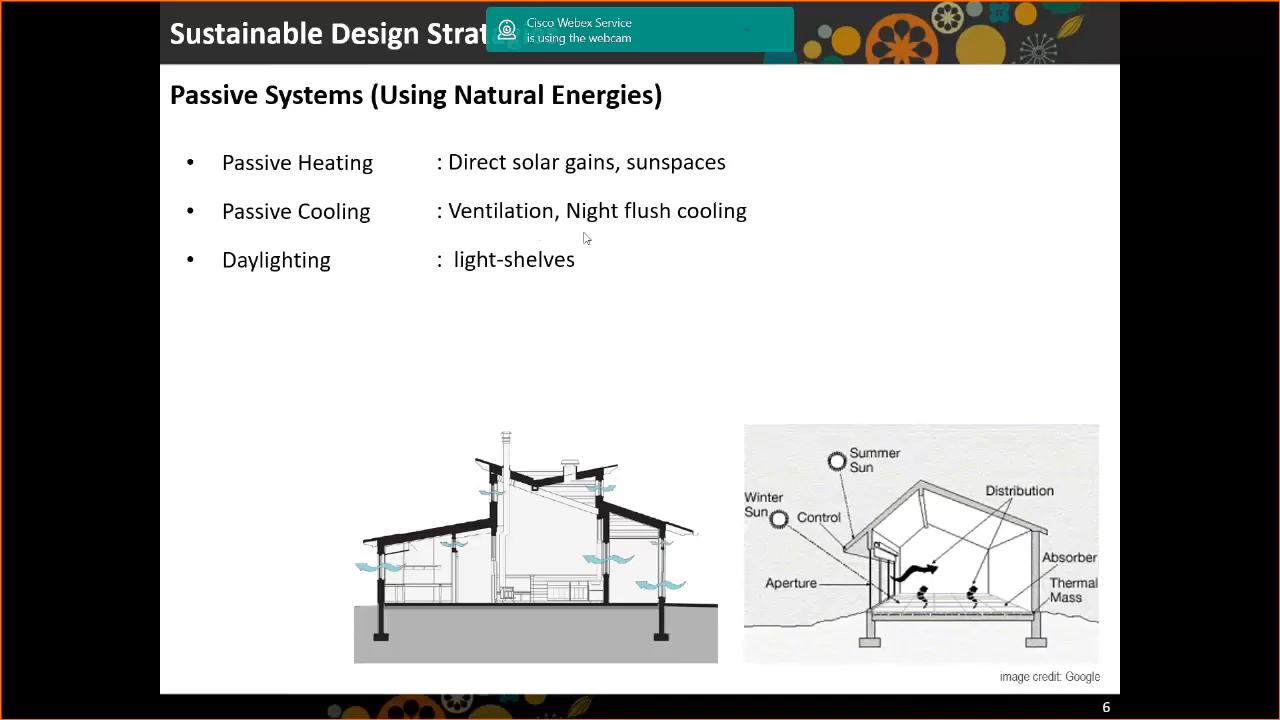 Sustainable Design Strat
Cisco Webex Service
is using the webcam
Passive Systems (Using Natural Energies)
• Passive Heating : Direct solar gains, sunspaces
• Passive Cooling : Ventilation, Night flush cooling
• Daylighting : light-shelves
Summer
Sun
Winter
Sun
Control
Distribution
Absorber
Aperture
Thermal
Mass
image credit: Google
6